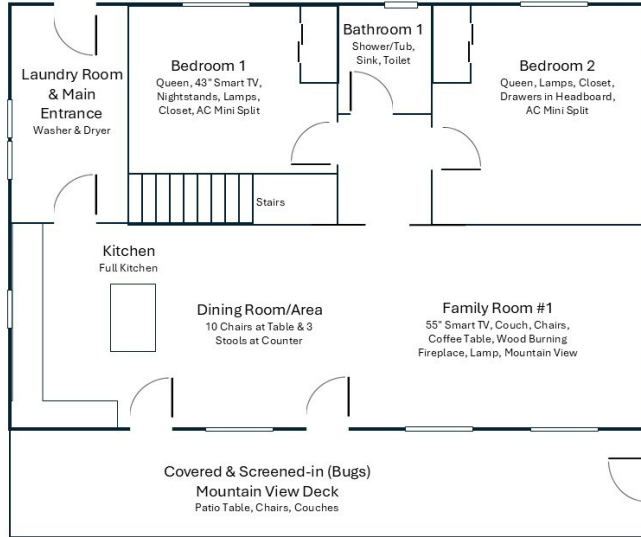 Laundry Room
& Main
Entrance
Washer & Dryer
Bedroom 1
Queen, 43" Smart TV,
Nightstands, Lamps,
Closet, AC Mini Split
Bathroom 1
Shower/Tub,
Sink, Toilet
Bedroom 2
Queen, Lamps, Closet,
Drawers in Headboard,
AC Mini Split
Stairs
Kitchen
Full Kitchen
Dining Room/Area
10 Chairs at Table & 3
Stools at Counter
Family Room #1
55" Smart TV, Couch, Chairs,
Coffee Table, Wood Burning
Fireplace, Lamp, Mountain View
Covered & Screened-in (Bugs)
Mountain View Deck
Patio Table, Chairs, Couches